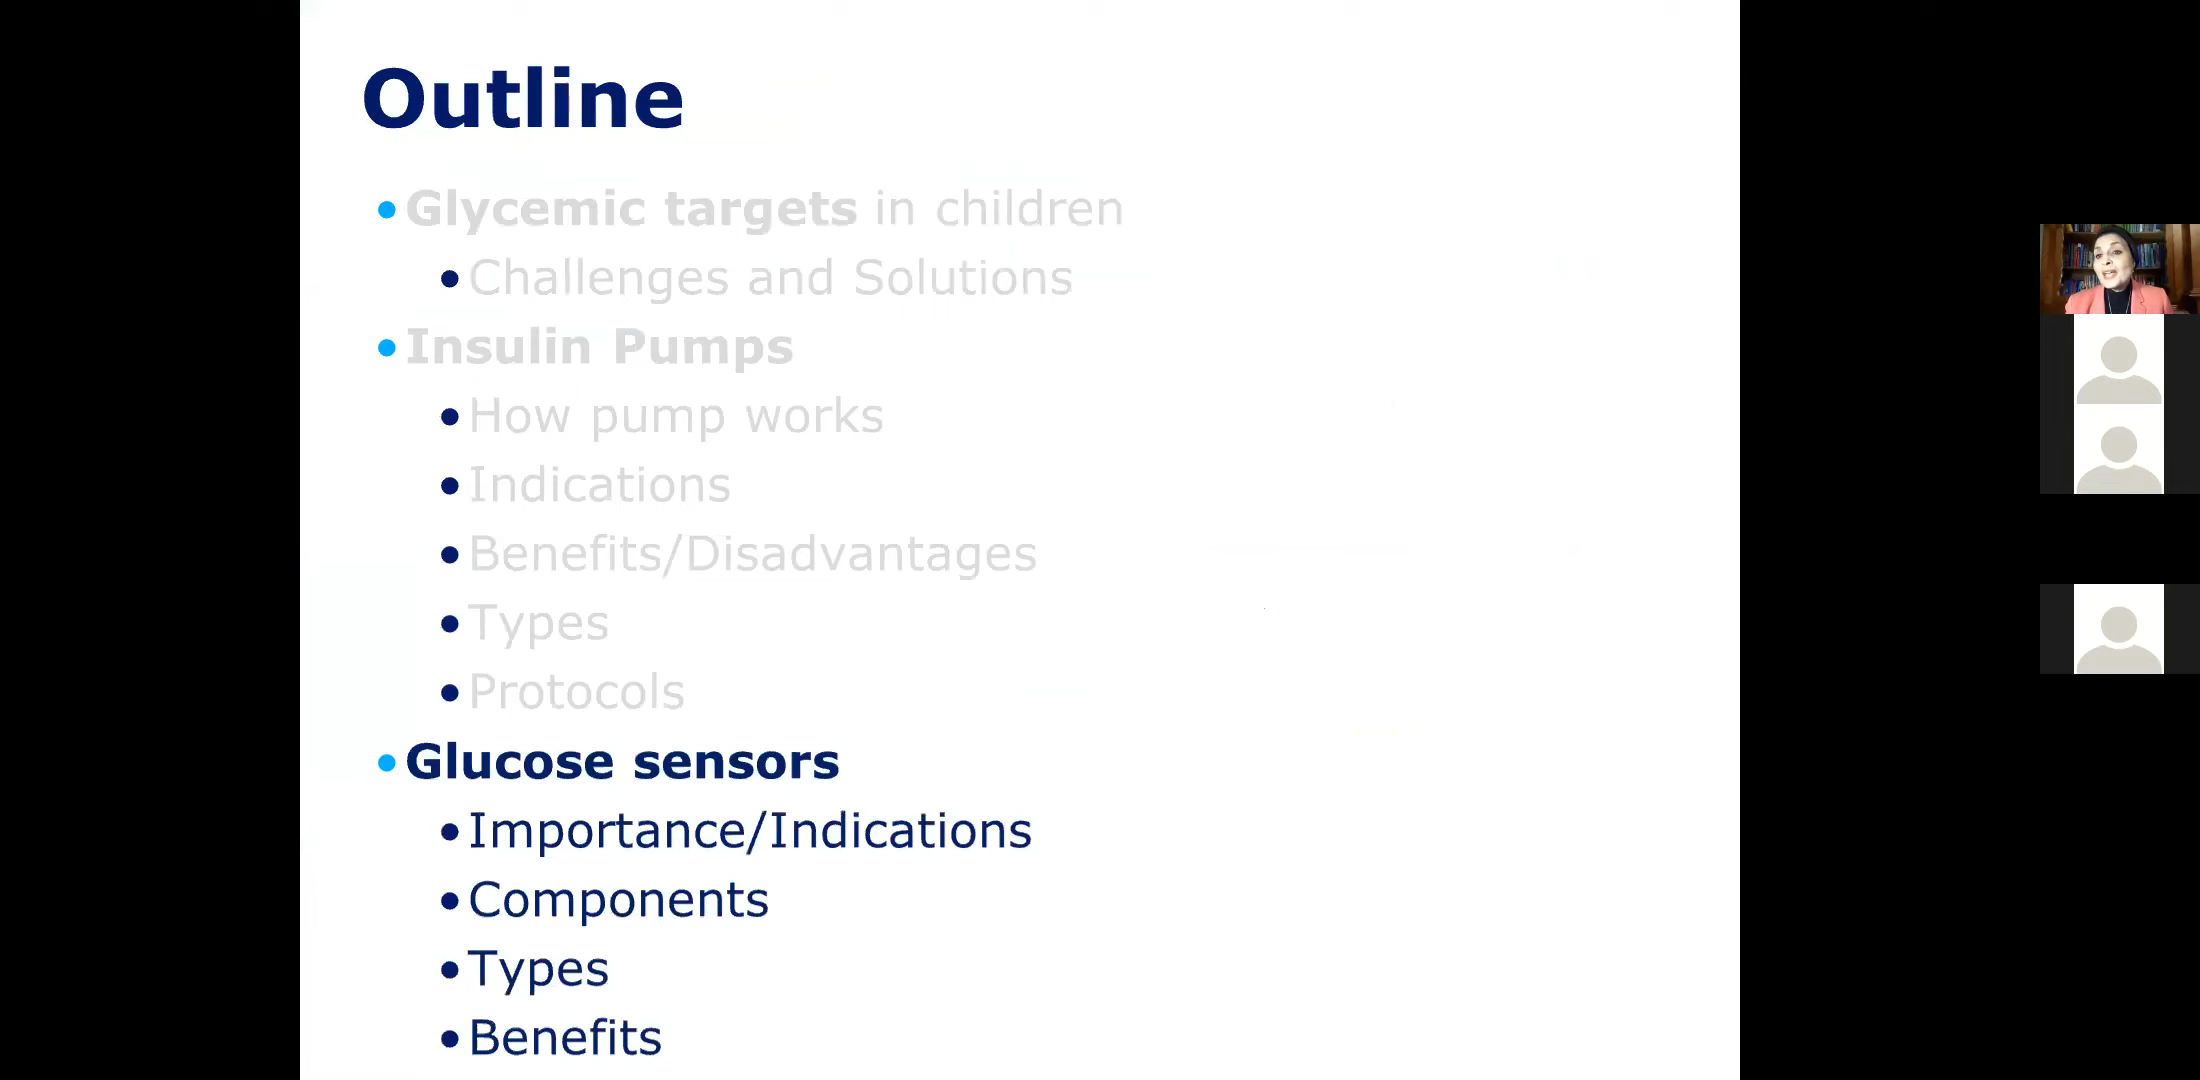 Outline
• Glycemic targets in children
• Challenges and Solutions
• Insulin Pumps
• How pump works
• Indications
• Benefits/Disadvantages
• Types
• Protocols
• Glucose sensors
• Importance/Indications
• Components
• Types
• Benefits